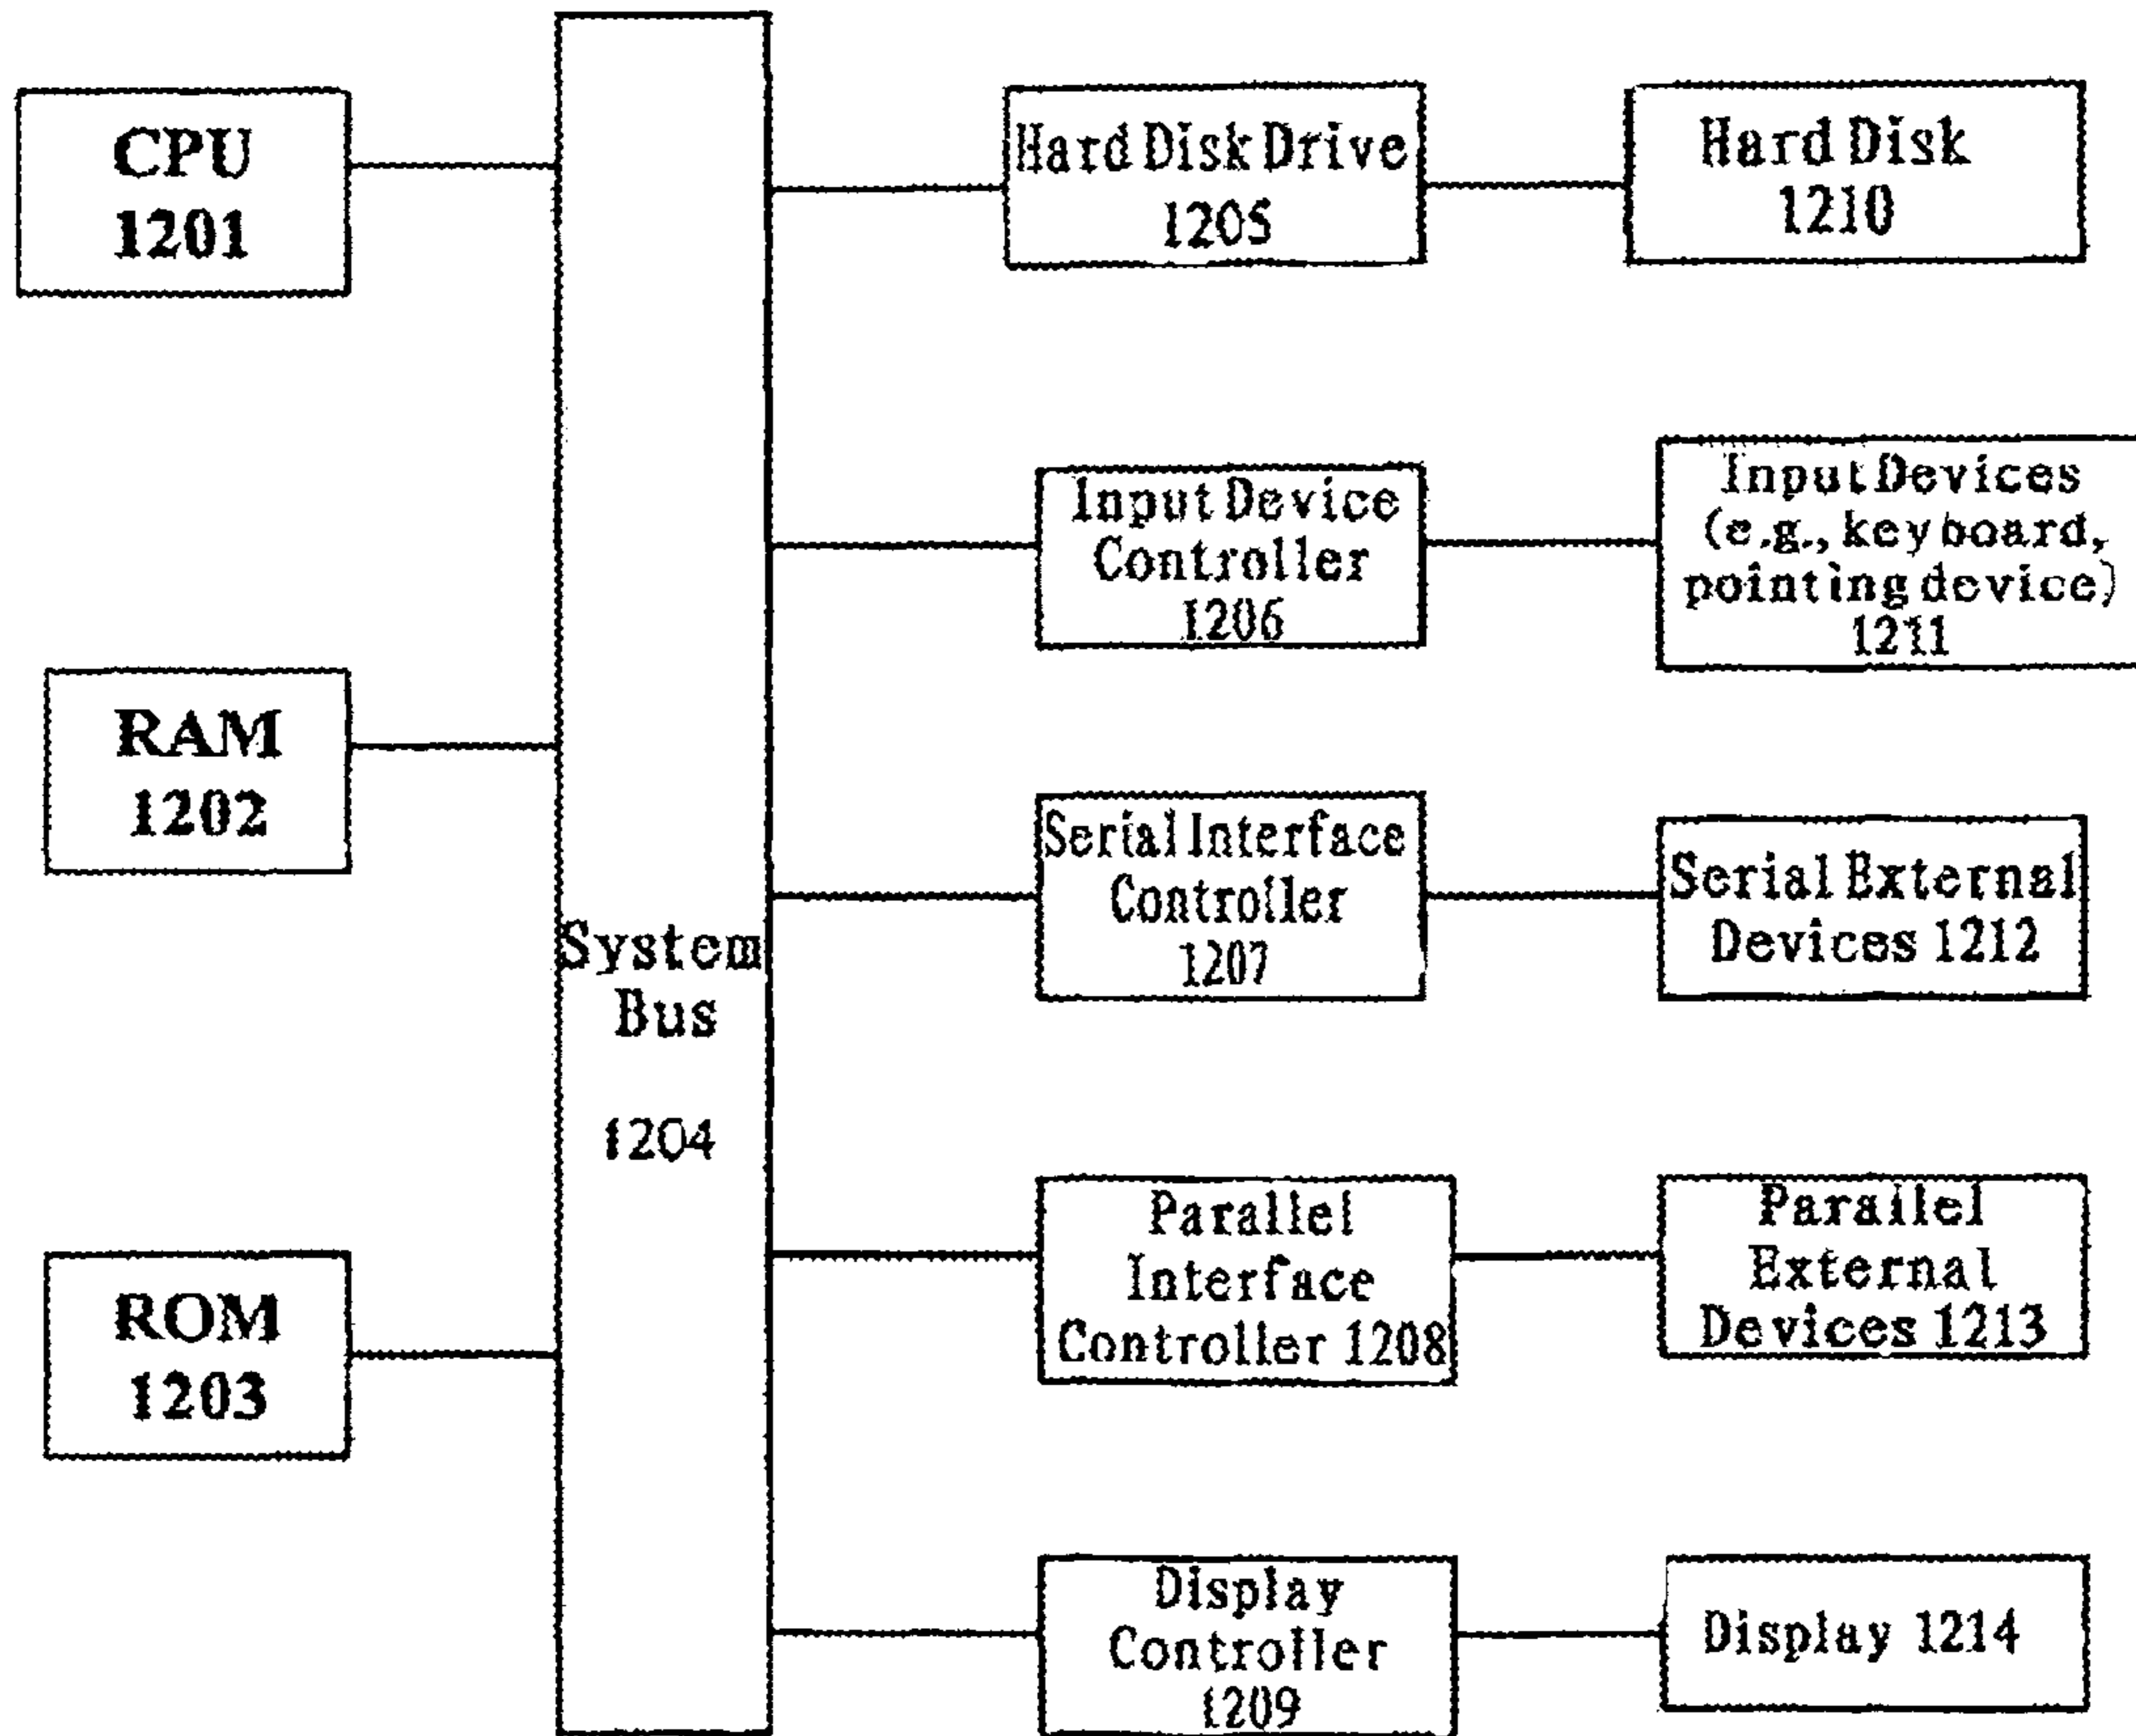 CPU
1201
RAM
1202
ROM
1203
System
Bus
1204
Hard Disk Drive
1205
Hard Disk
1210
Input Device
Controller
1206
Input Devices
(e.g., keyboard,
pointing device)
1211
Serial Interface
Controller
1207
Serial External
Devices 1212
Parallel
Interface
Controller 1208
Parallel
External
Devices 1213
Display
Controller
1209
Display 1214